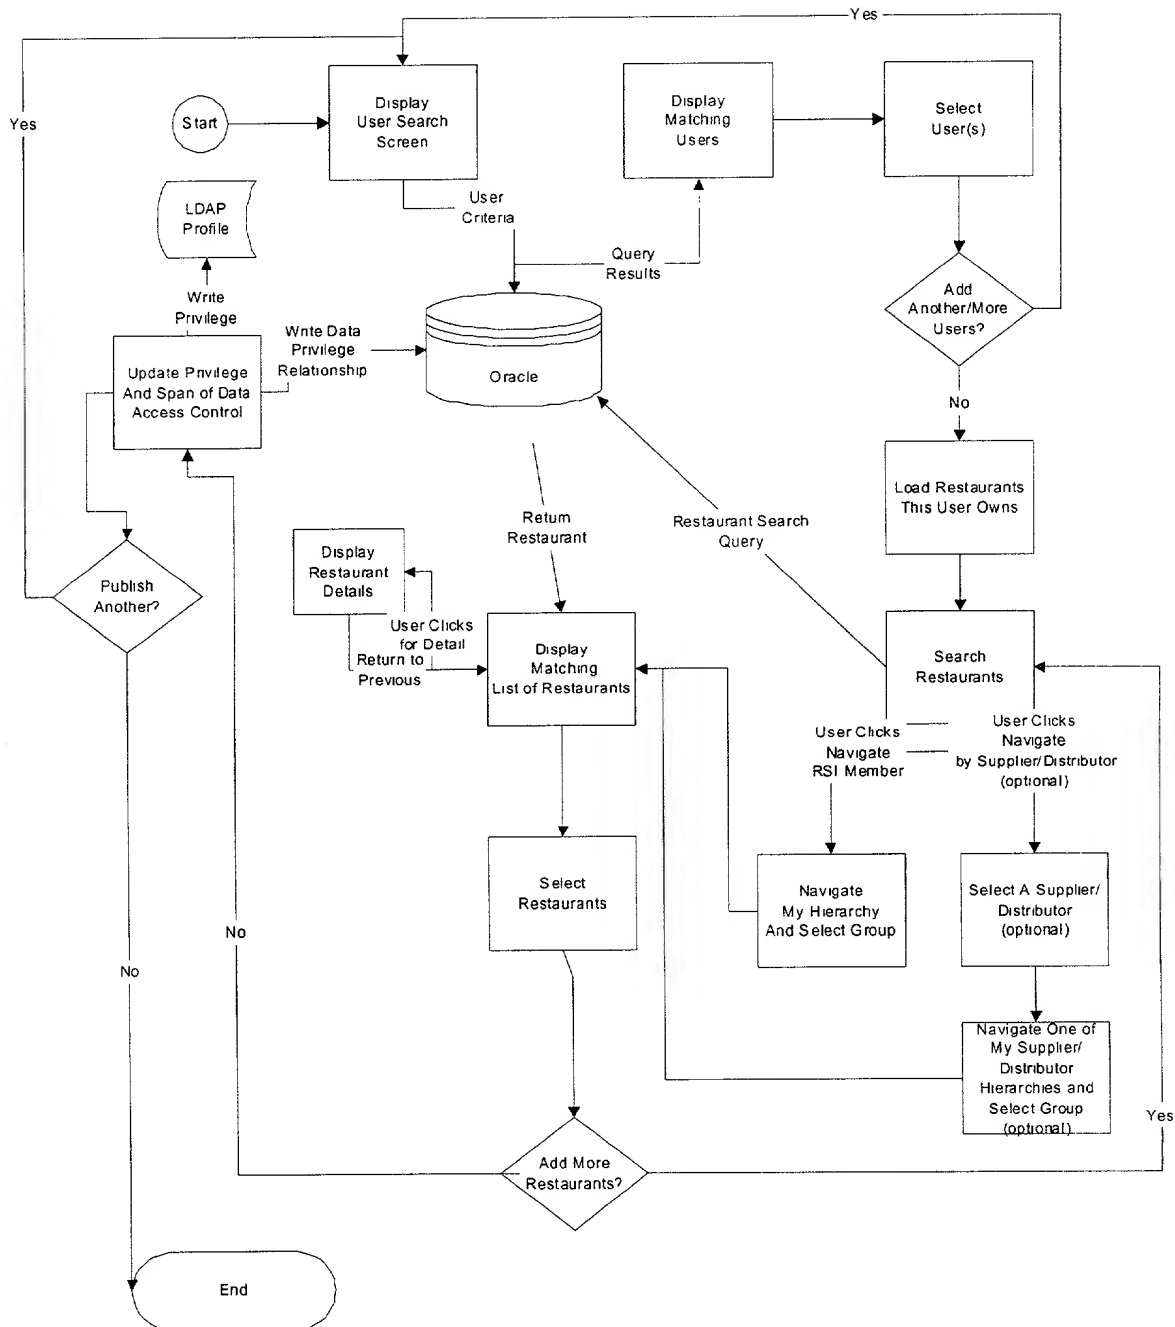 Yes
Yes
Start
Display
User Search
Screen
Display
Matching
Users
Select
User(s)
LDAP
Profile
User
Criteria
Query
Results
Add
Another/More
Users?
Write
Privilege
Write Data
Privilege
Relationship
Update Privilege
And Span of Data
Access Control
Oracle
No
Load Restaurants
This User Owns
Return
Restaurant
Restaurant Search
Query
Display
Restaurant
Details
Publish
Another?
User Clicks
for Detail
Return to
Previous
Display
Matching
List of Restaurants
Search
Restaurants
User Clicks
Navigate
RSI Member
User Clicks
Navigate
by Supplier/Distributor
(optional)
Select
Restaurants
Navigate
My Hierarchy
And Select Group
Select A Supplier/
Distributor
(optional)
No
No
Navigate One of
My Supplier/
Distributor
Hierarchies and
Select Group
(optional)
Yes
Add More
Restaurants?
End